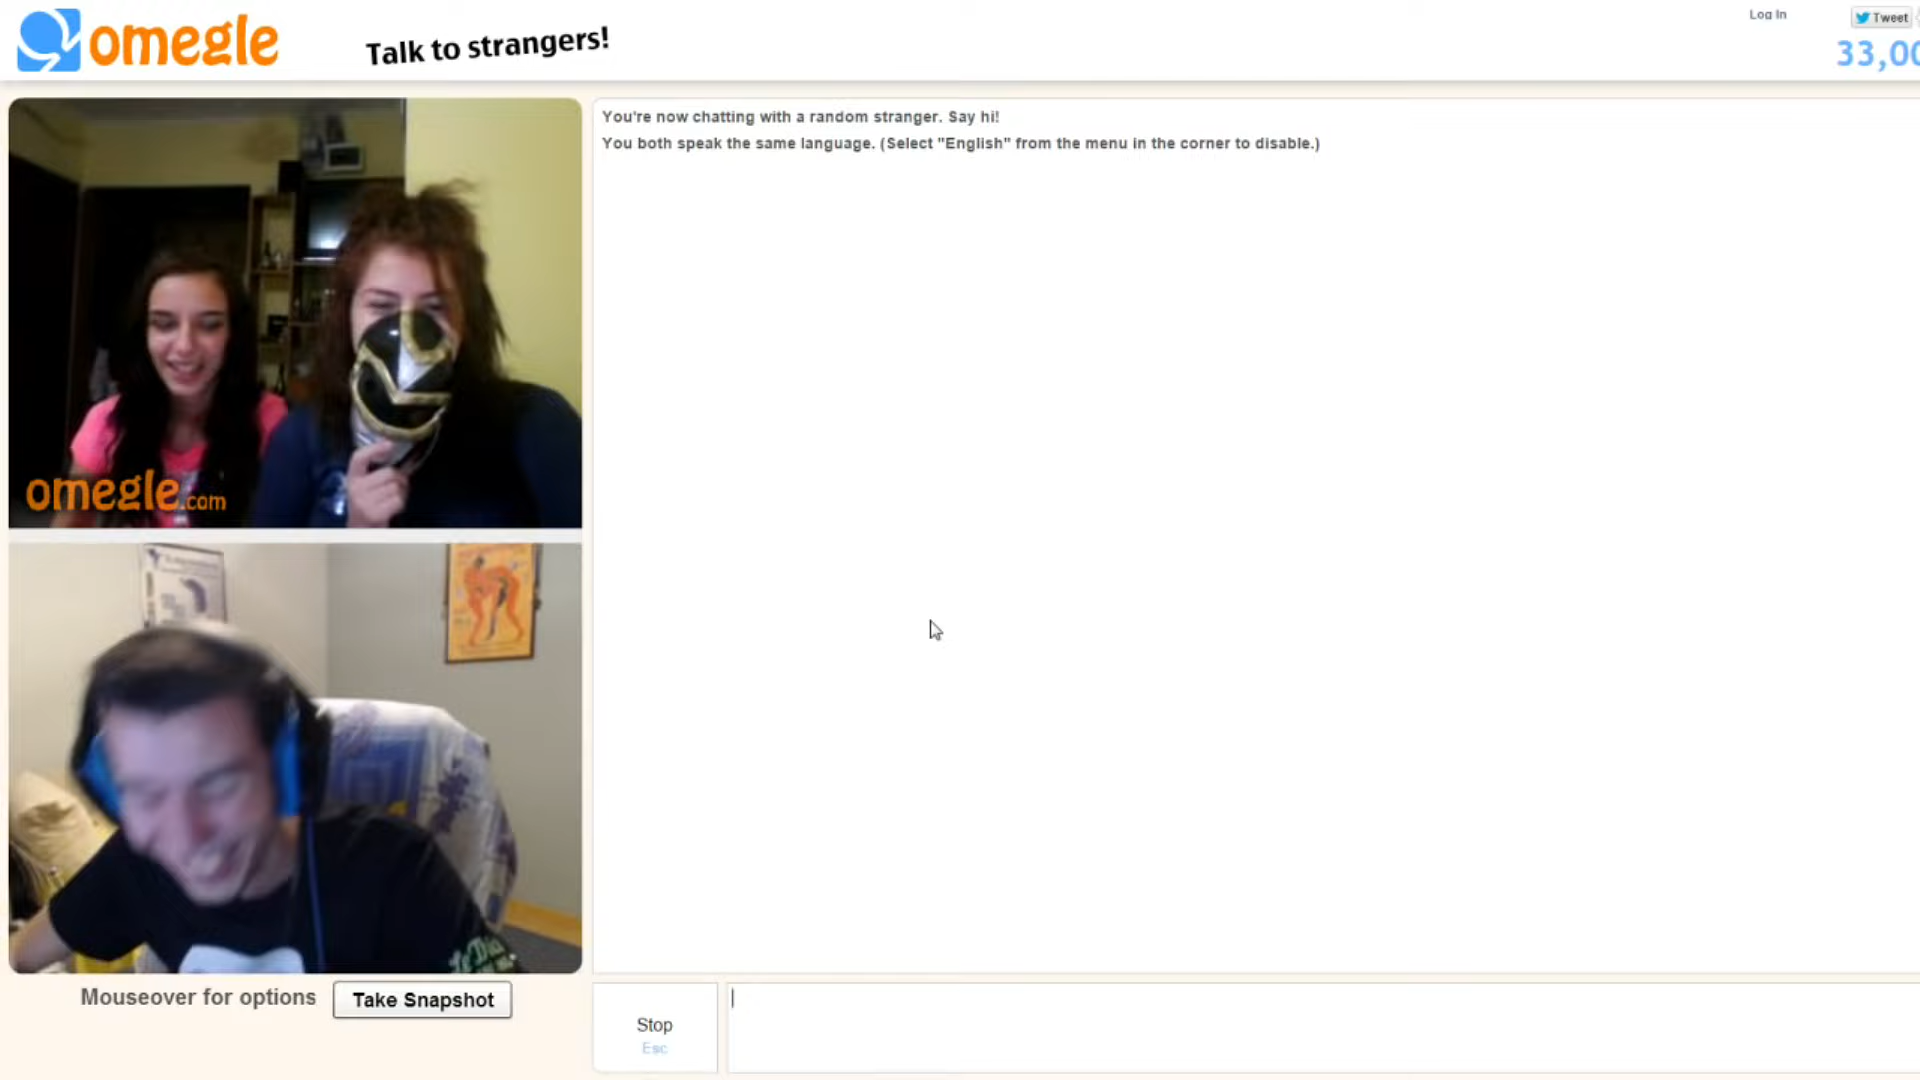 omegle
Talk to strangers!
Log In
Tweet
33,00
You're now chatting with a random stranger. Say hi!
You both speak the same language. (Select "English" from the menu in the corner to disable.)
omegle.com
Mouseover for options
Take Snapshot
Stop
Esc